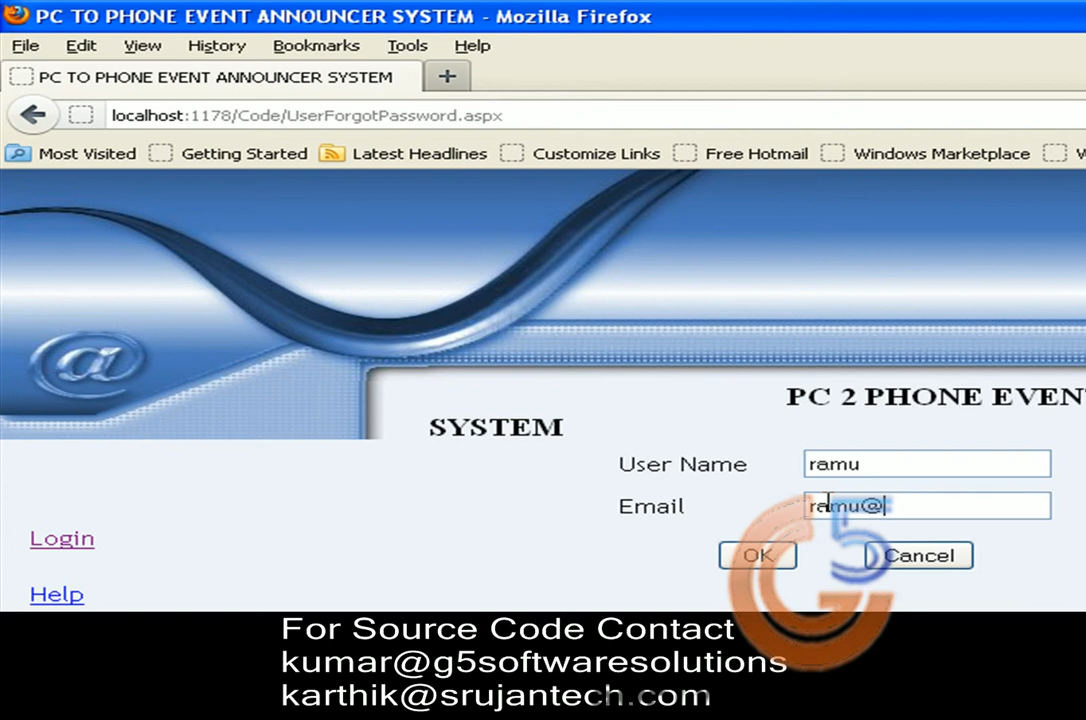 PC TO PHONE EVENT ANNOUNCER SYSTEM - Mozilla Firefox
File Edit View History Bookmarks Tools Help
PC TO PHONE EVENT ANNOUNCER SYSTEM +
localhost:1178/Code/UserForgotPassword.aspx
Most Visited Getting Started Latest Headlines Customize Links Free Hotmail Windows Marketplace W
@
PC 2 PHONE EVEN
SYSTEM
User Name ramu
Email ramu@
Login
OK Cancel
G5
Help
For Source Code Contact
kumar@g5softwaresolutions
karthik@srujantech.com